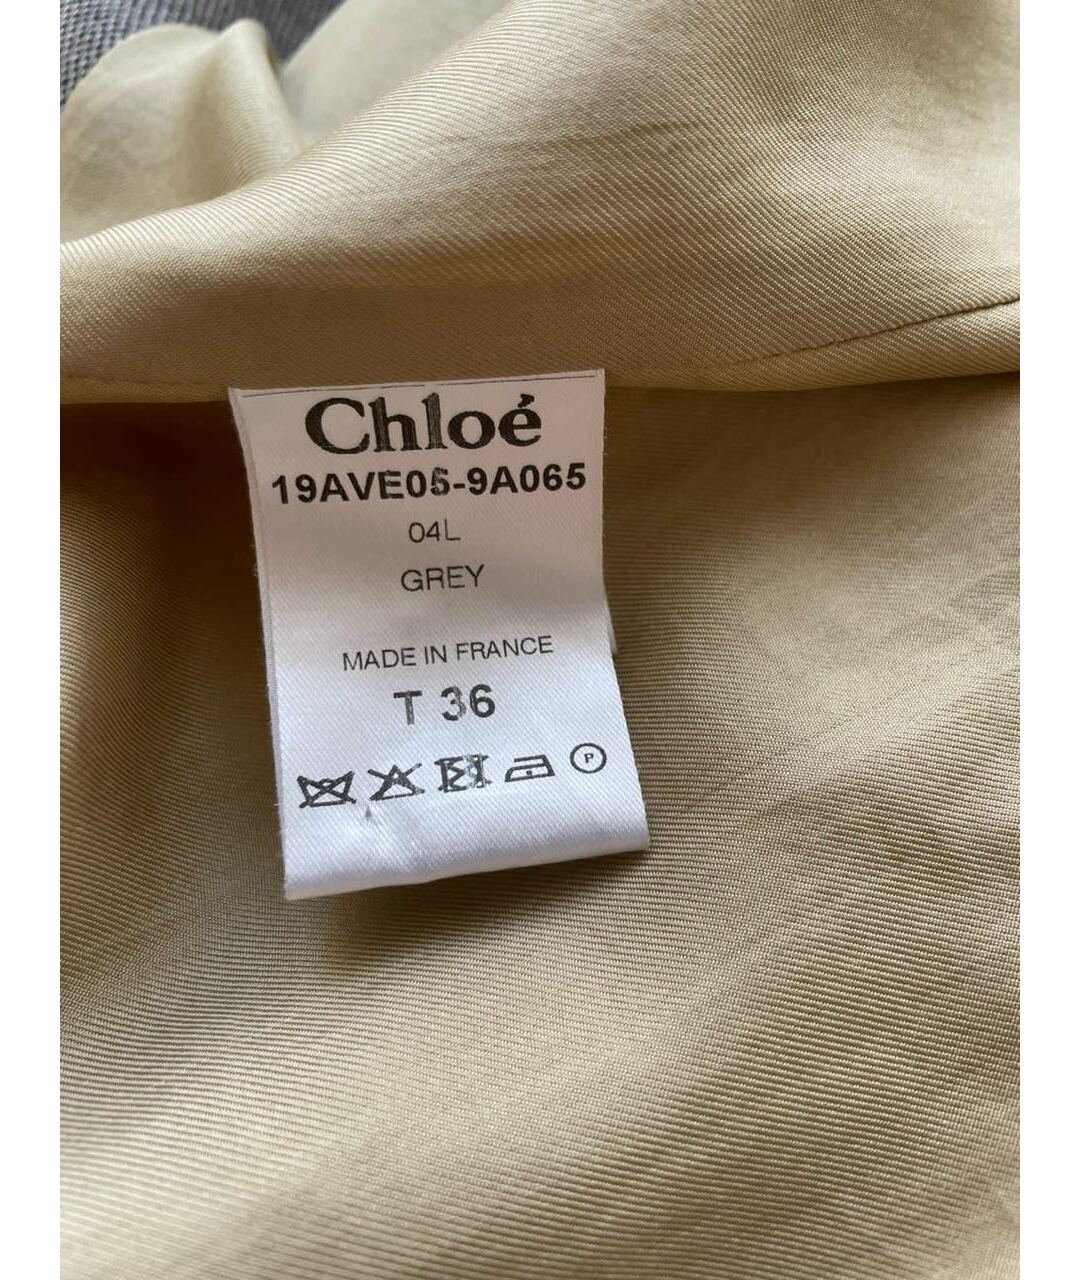 Chloé
19AVE05-9A065
04L
GREY
MADE IN FRANCE
T 36
P